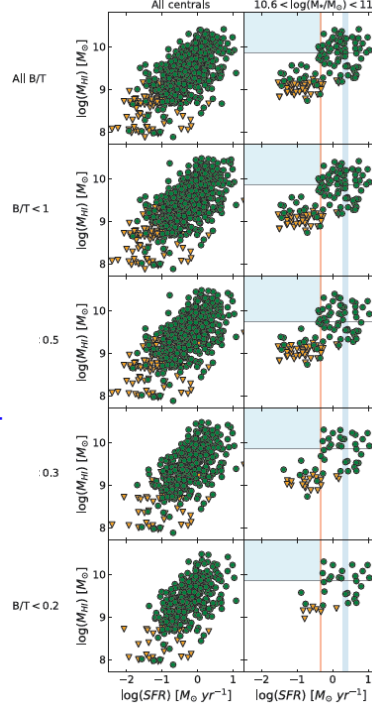 All centrals 10.6 < log(M*/M⊙) < 11
All B/T
log(M_HI) [M⊙]
10
9
8
B/T < 1
log(M_HI) [M⊙]
10
9
8
: 0.5
log(M_HI) [M⊙]
10
9
8
: 0.3
log(M_HI) [M⊙]
10
9
8
B/T < 0.2
log(M_HI) [M⊙]
10
9
8
−2 −1 0 1 −2 −1 0 1
log(SFR) [M⊙ yr⁻¹] log(SFR) [M⊙ yr⁻¹]